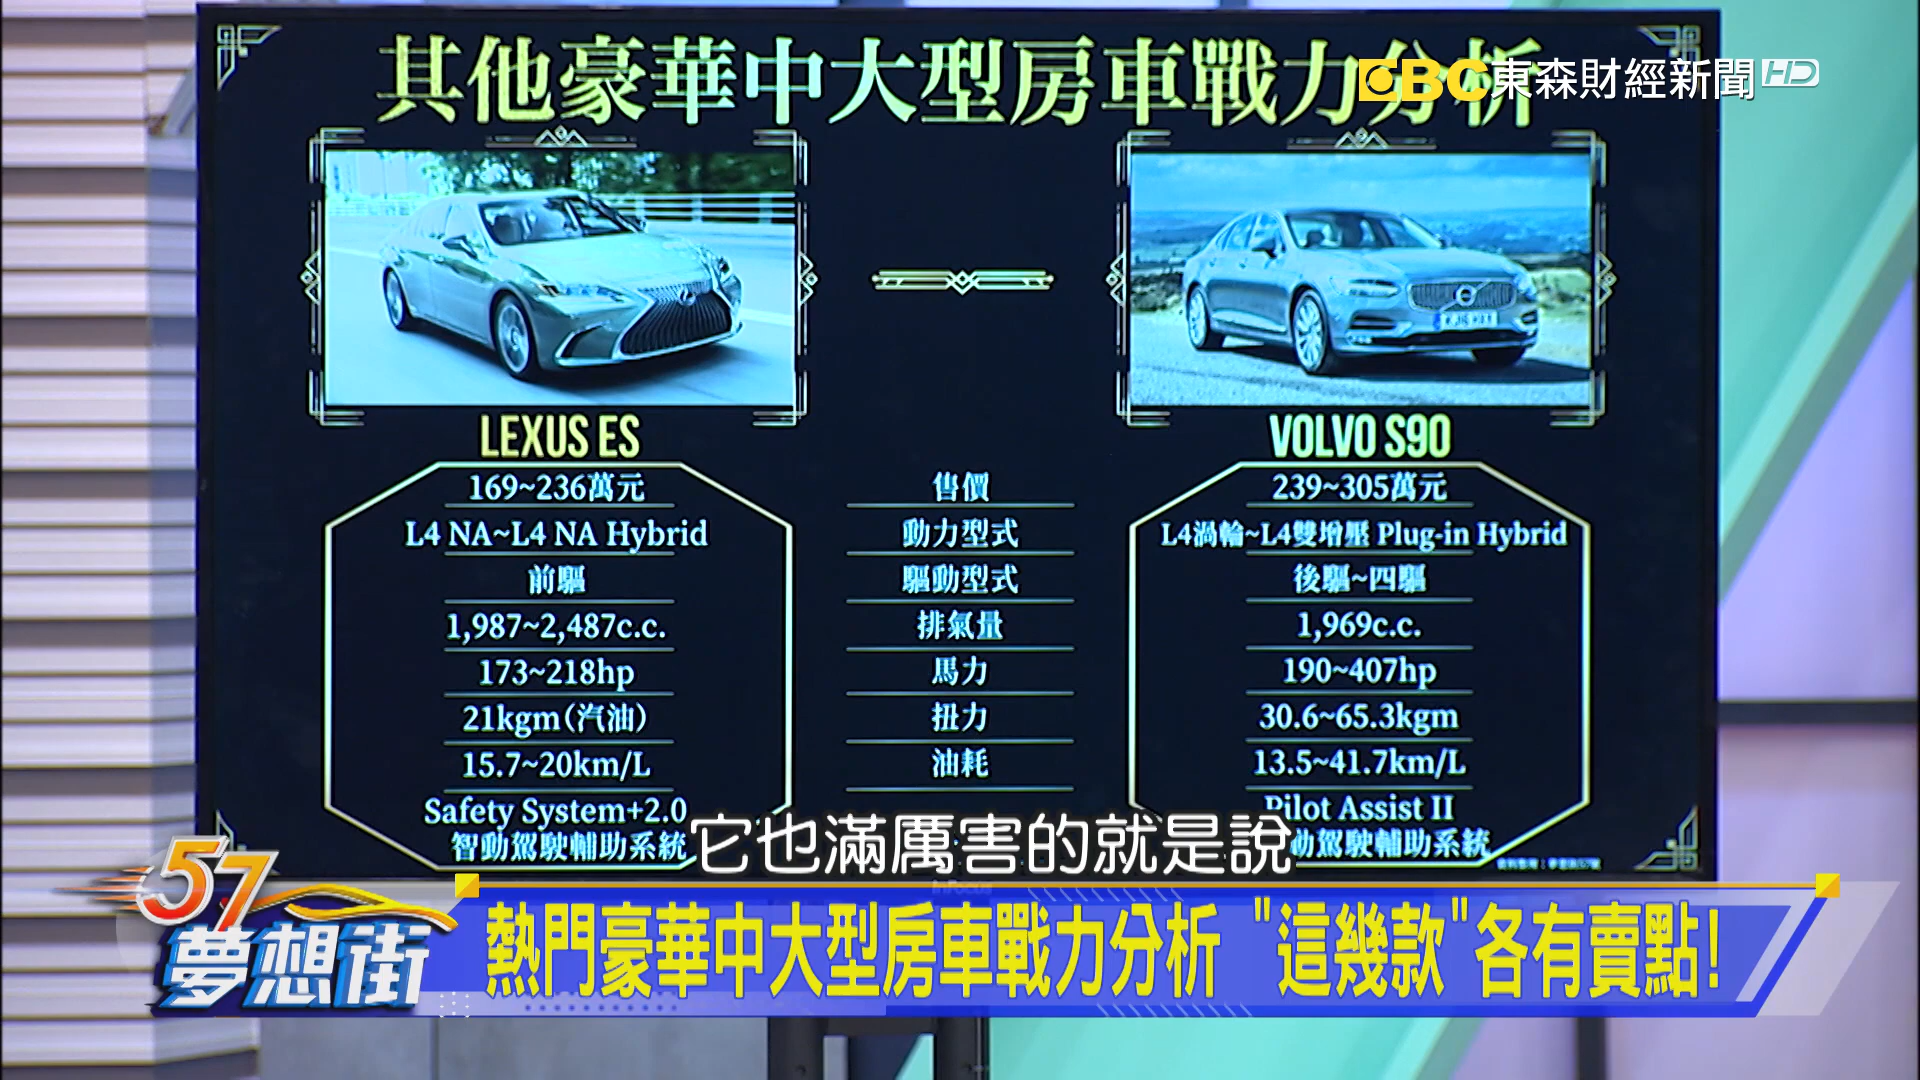 其他豪華中大型房車戰力分析
EBC 東森財經新聞 HD
LEXUS ES
VOLVO S90
169~236萬元 售價 239~305萬元
L4 NA~L4 NA Hybrid 動力型式 L4渦輪~L4雙增壓 Plug-in Hybrid
前驅 驅動型式 後驅~四驅
1,987~2,487c.c. 排氣量 1,969c.c.
173~218hp 馬力 190~407hp
21kgm(汽油) 扭力 30.6~65.3kgm
15.7~20km/L 油耗 13.5~41.7km/L
Safety System+2.0 Pilot Assist II
智動駕駛輔助系統 動駕駛輔助系統
它也滿厲害的就是說
InFocus
57夢想街
熱門豪華中大型房車戰力分析 "這幾款"各有賣點!